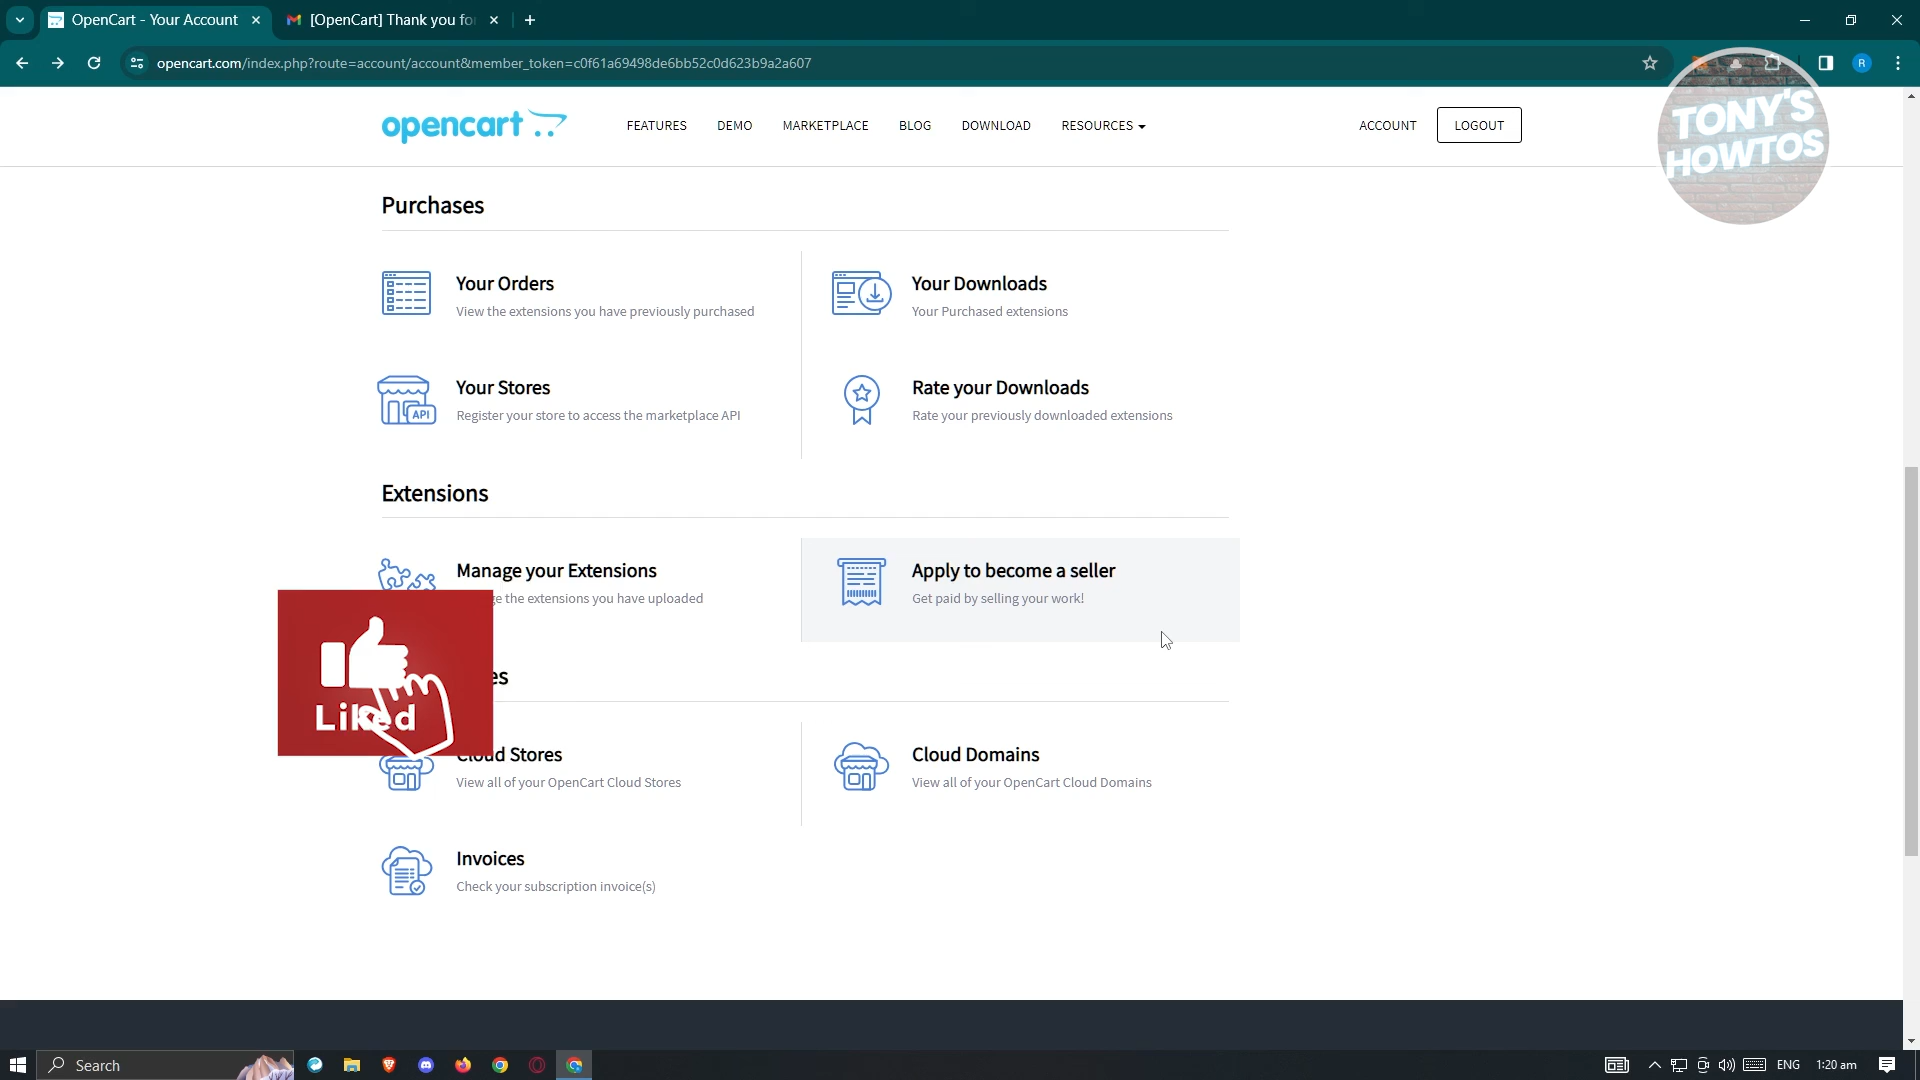 OpenCart - Your Account
[OpenCart] Thank you fo
opencart.com/index.php?route=account/account&member_token=c0f61a69498de6bb52c0d623b9a2a607
R
opencart
FEATURES
DEMO
MARKETPLACE
BLOG
DOWNLOAD
RESOURCES
ACCOUNT
LOGOUT
TONY'S
HOWTOS
Purchases
Your Orders
View the extensions you have previously purchased
Your Downloads
Your Purchased extensions
API
Your Stores
Register your store to access the marketplace API
Rate your Downloads
Rate your previously downloaded extensions
Extensions
Manage your Extensions
ge the extensions you have uploaded
Apply to become a seller
Get paid by selling your work!
Liked
es
Cloud Stores
View all of your OpenCart Cloud Stores
Cloud Domains
View all of your OpenCart Cloud Domains
Invoices
Check your subscription invoice(s)
Search
ENG
1:20 am